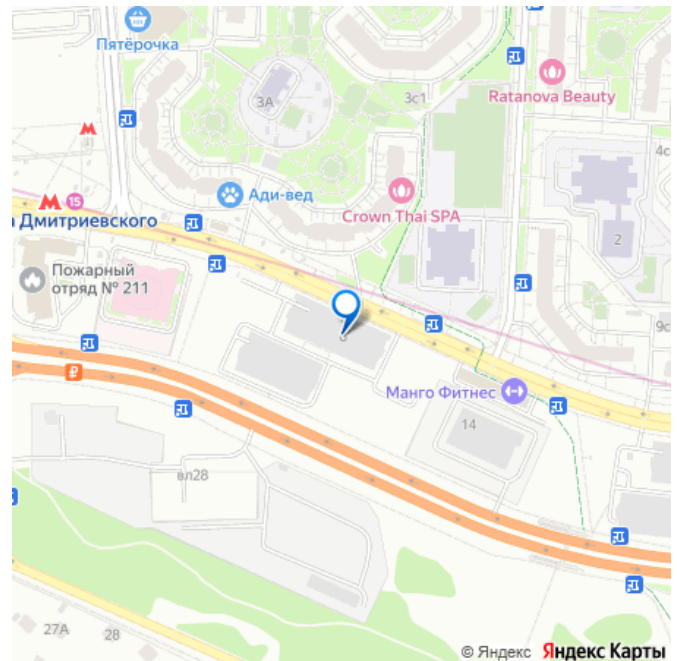 Пятёрочка
3А
3с1
Ratanova Beauty
4с
М
М 15
а Дмитриевского
Ади-вед
Crown Thai SPA
2
Пожарный
отряд № 211
9с
₽
Манго Фитнес
14
вл28
27А
28
© Яндекс Яндекс Карты